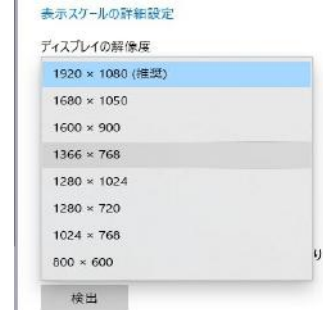 表示スケールの詳細設定
ディスプレイの解像度
1920 × 1080 (推奨)
1680 × 1050
1600 × 900
1366 × 768
1280 × 1024
1280 × 720
1024 × 768
800 × 600
り
検出